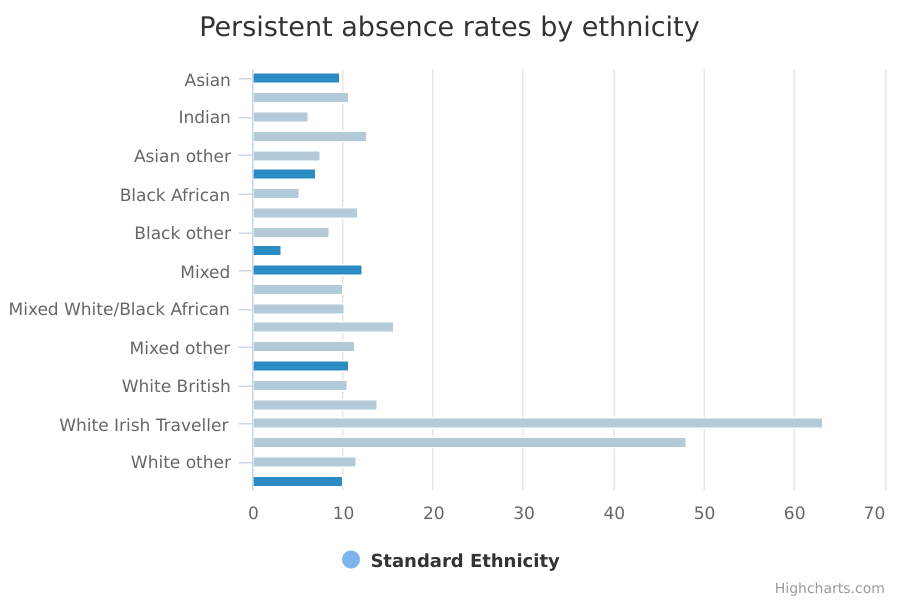 Persistent absence rates by ethnicity
Asian
Indian
Asian other
Black African
Black other
Mixed
Mixed White/Black African
Mixed other
White British
White Irish Traveller
White other
0 10 20 30 40 50 60 70
Standard Ethnicity
Highcharts.com